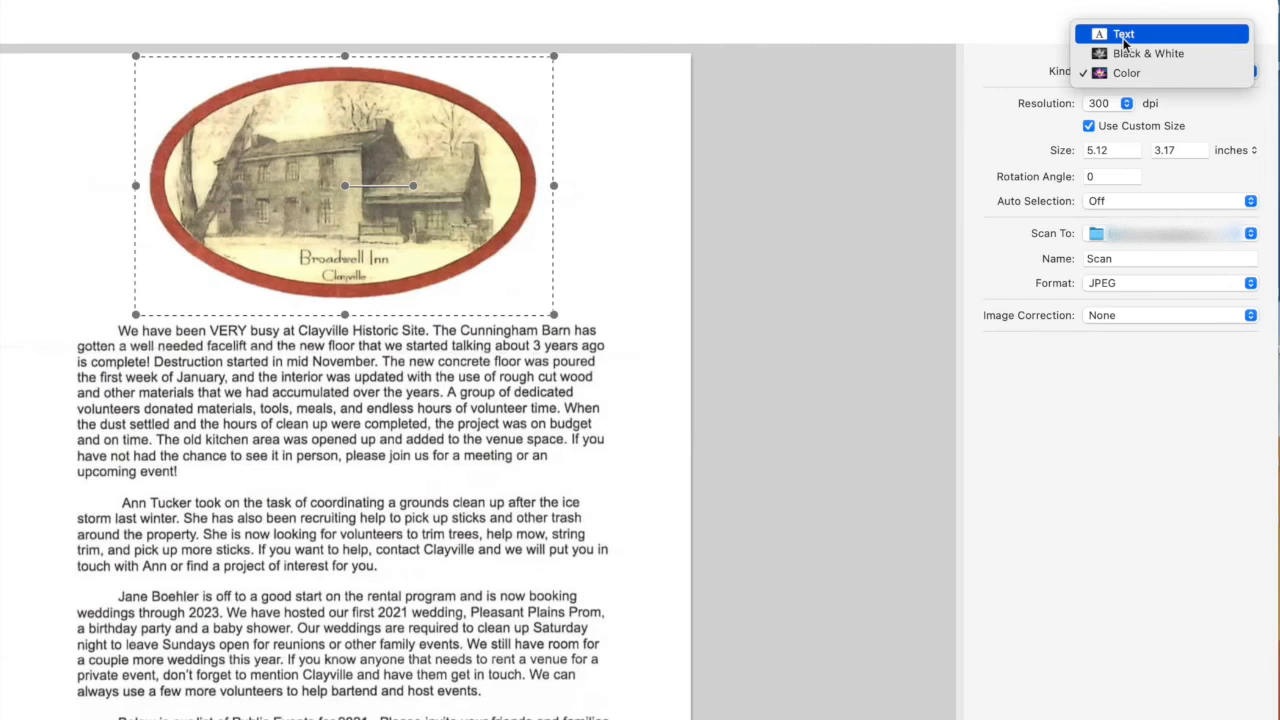 Broadwell Inn
Clayville
We have been VERY busy at Clayville Historic Site. The Cunningham Barn has
gotten a well needed facelift and the new floor that we started talking about 3 years ago
is complete! Destruction started in mid November. The new concrete floor was poured
the first week of January, and the interior was updated with the use of rough cut wood
and other materials that we had accumulated over the years. A group of dedicated
volunteers donated materials, tools, meals, and endless hours of volunteer time. When
the dust settled and the hours of clean up were completed, the project was on budget
and on time. The old kitchen area was opened up and added to the venue space. If you
have not had the chance to see it in person, please join us for a meeting or an
upcoming event!
Ann Tucker took on the task of coordinating a grounds clean up after the ice
storm last winter. She has also been recruiting help to pick up sticks and other trash
around the property. She is now looking for volunteers to trim trees, help mow, string
trim, and pick up more sticks. If you want to help, contact Clayville and we will put you in
touch with Ann or find a project of interest for you.
Jane Boehler is off to a good start on the rental program and is now booking
weddings through 2023. We have hosted our first 2021 wedding, Pleasant Plains Prom,
a birthday party and a baby shower. Our weddings are required to clean up Saturday
night to leave Sundays open for reunions or other family events. We still have room for
a couple more weddings this year. If you know anyone that needs to rent a venue for a
private event, don't forget to mention Clayville and have them get in touch. We can
always use a few more volunteers to help bartend and host events.
Below is our list of Public Events for 2021. Please invite your friends and families
A Text
Black & White
✓ Color
Kind
Resolution: 300 dpi
Use Custom Size
Size: 5.12 3.17 inches
Rotation Angle: 0
Auto Selection: Off
Scan To:
Name: Scan
Format: JPEG
Image Correction: None